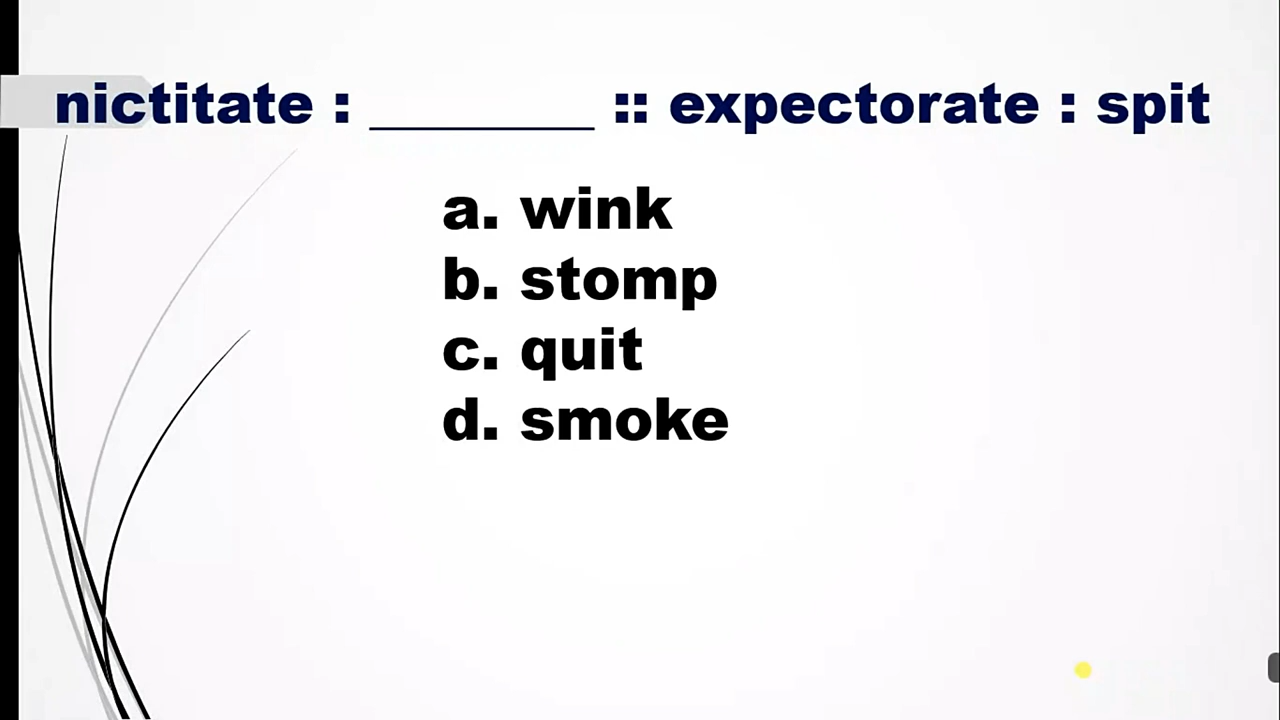 nictitate : ________ :: expectorate : spit
a. wink
b. stomp
c. quit
d. smoke